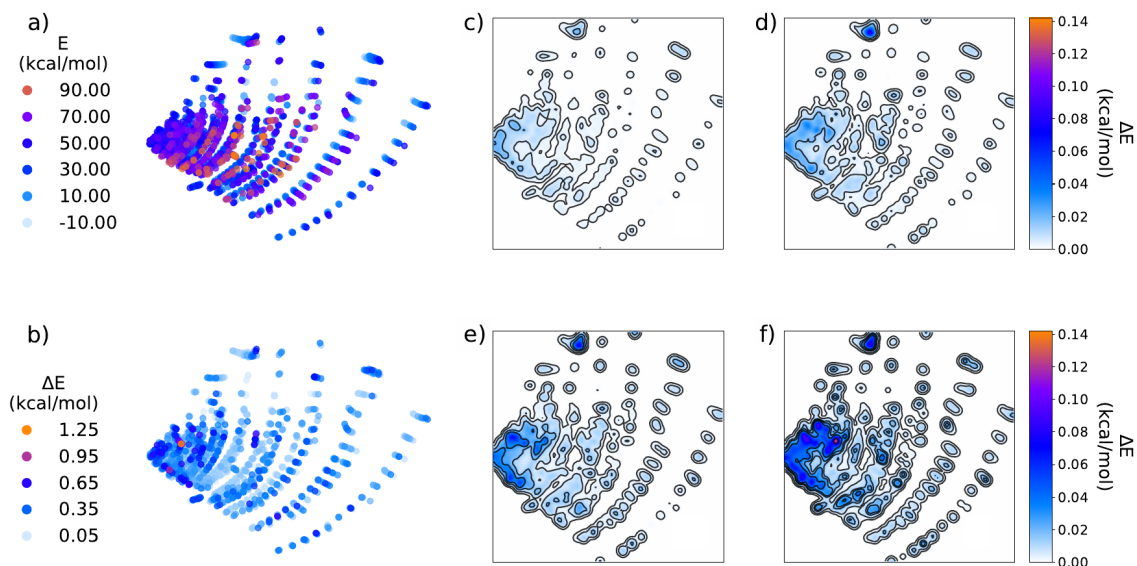 a)
E
(kcal/mol)
90.00
70.00
50.00
30.00
10.00
-10.00
c)
d)
0.14
0.12
0.10
0.08
0.06
0.04
0.02
0.00
ΔE
(kcal/mol)
b)
ΔE
(kcal/mol)
1.25
0.95
0.65
0.35
0.05
e)
f)
0.14
0.12
0.10
0.08
0.06
0.04
0.02
0.00
ΔE
(kcal/mol)